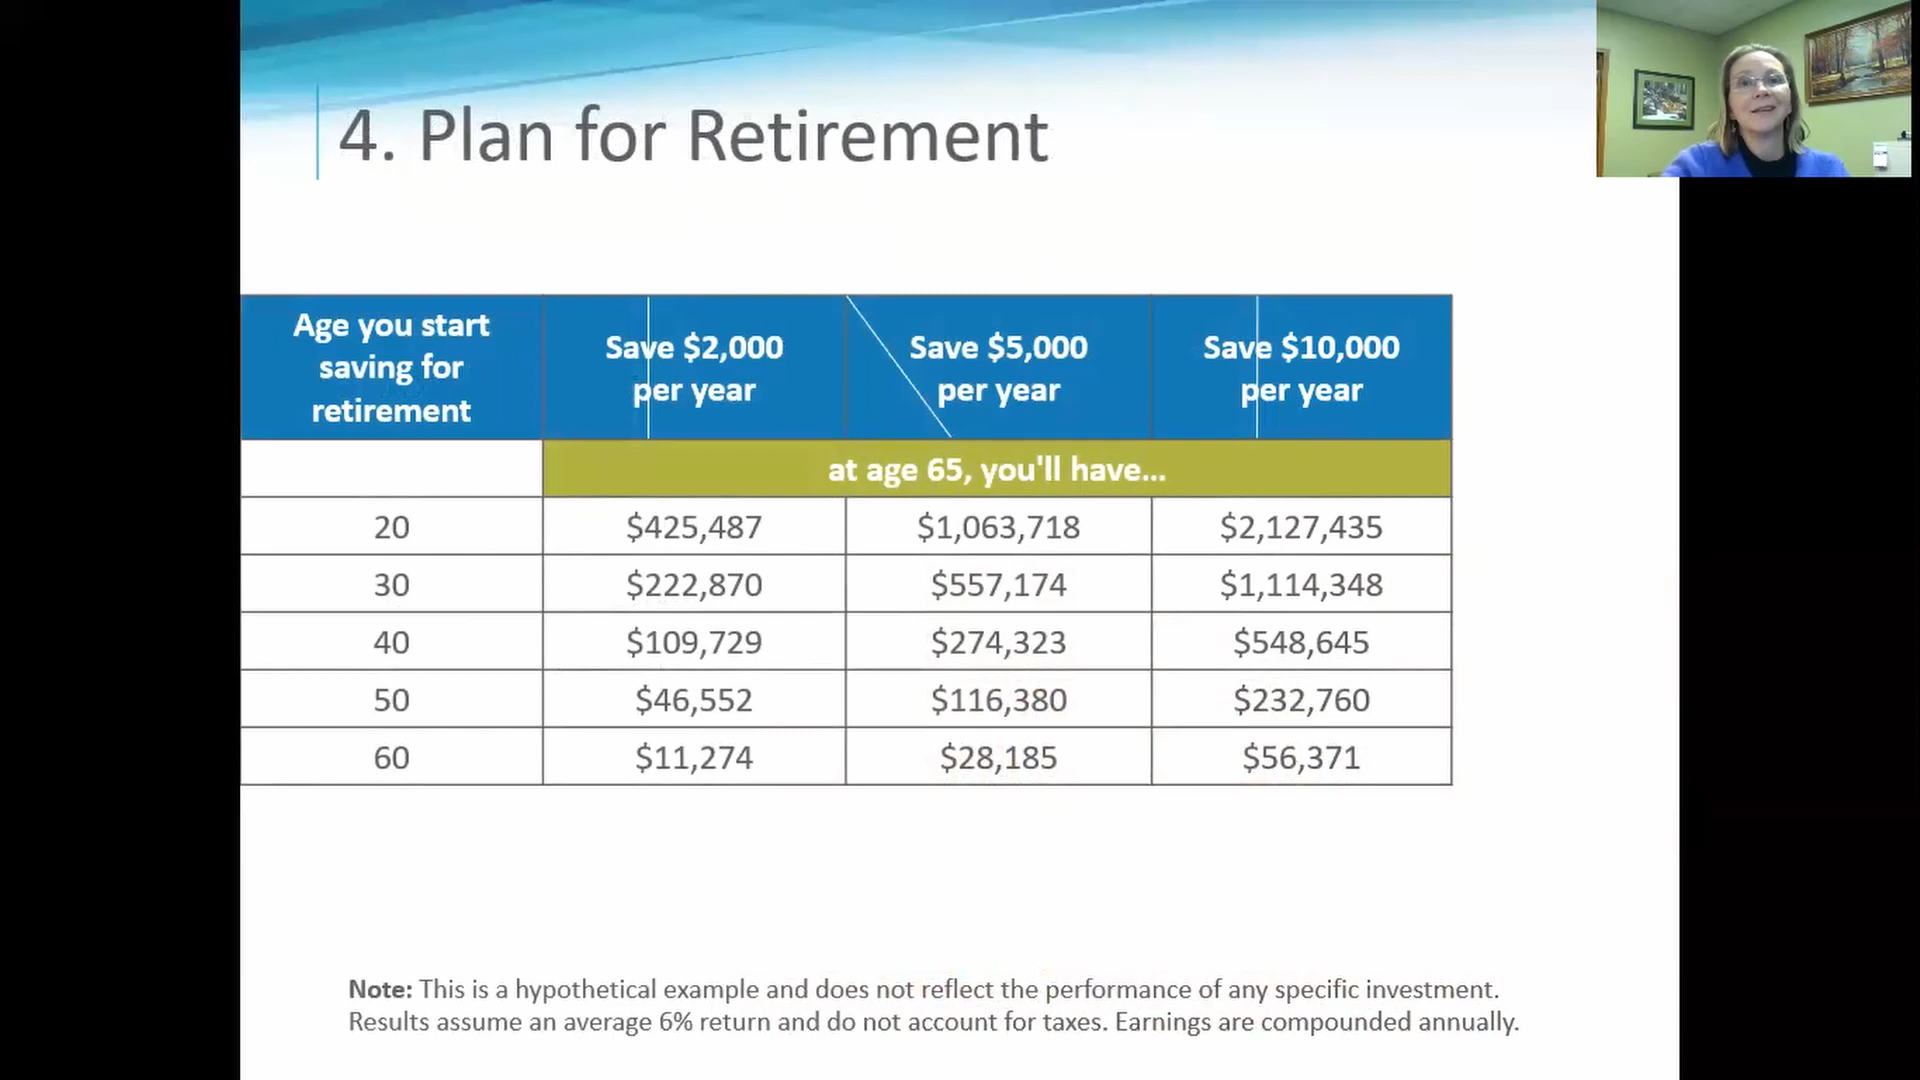 4. Plan for Retirement
Age you start
saving for
retirement
Save $2,000
per year
Save $5,000
per year
Save $10,000
per year
at age 65, you'll have...
20 $425,487 $1,063,718 $2,127,435
30 $222,870 $557,174 $1,114,348
40 $109,729 $274,323 $548,645
50 $46,552 $116,380 $232,760
60 $11,274 $28,185 $56,371
Note: This is a hypothetical example and does not reflect the performance of any specific investment.
Results assume an average 6% return and do not account for taxes. Earnings are compounded annually.